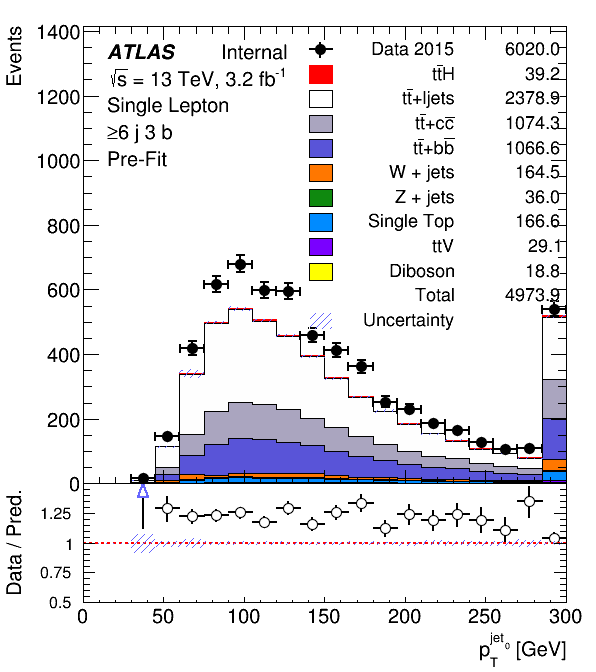 Events
1400
1200
1000
800
600
400
200
0
ATLAS Internal
√s = 13 TeV, 3.2 fb⁻¹
Single Lepton
≥6 j 3 b
Pre-Fit
Data 2015 6020.0
tt̄H 39.2
tt̄+ljets 2378.9
tt̄+cc̄ 1074.3
tt̄+bb̄ 1066.6
W + jets 164.5
Z + jets 36.0
Single Top 166.6
ttV 29.1
Diboson 18.8
Total 4973.9
Uncertainty
Data / Pred.
1.25
1
0.75
0.5
0 50 100 150 200 250 300
p_T^{jet_0} [GeV]